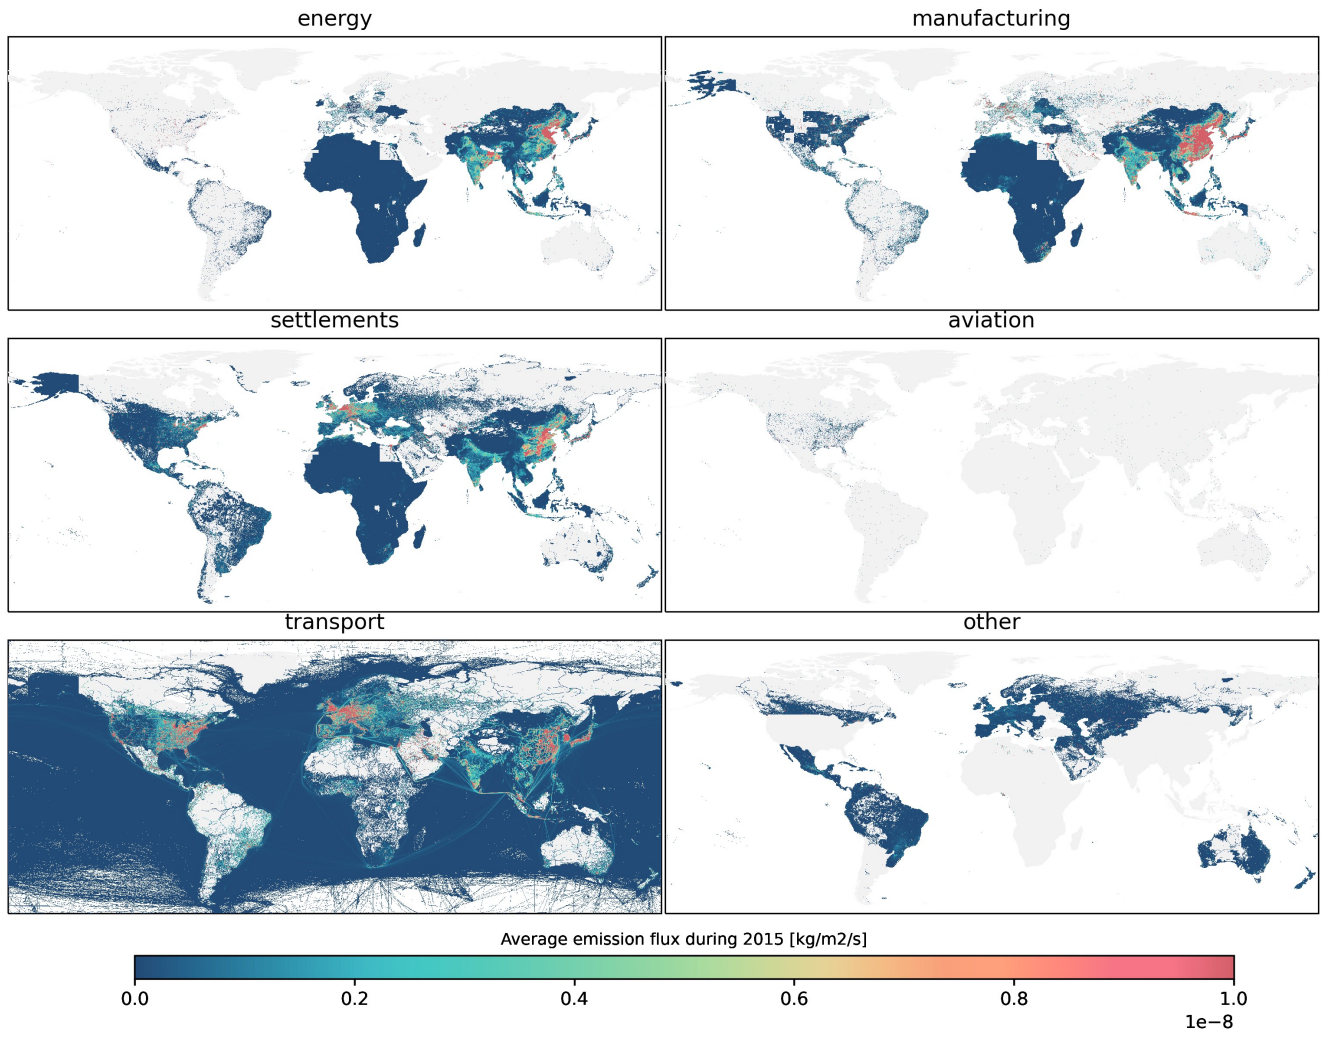 energy
manufacturing
settlements
aviation
transport
other
Average emission flux during 2015 [kg/m2/s]
0.0 0.2 0.4 0.6 0.8 1.0
1e−8